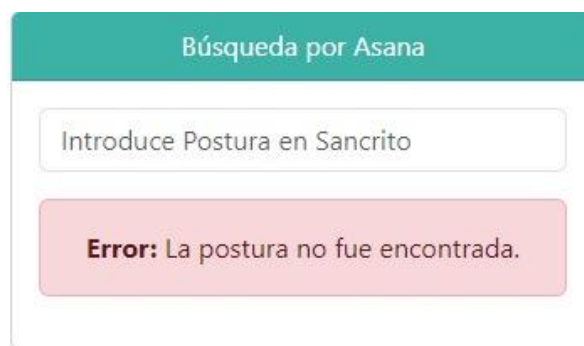 Búsqueda por Asana
Introduce Postura en Sancrito
Error: La postura no fue encontrada.